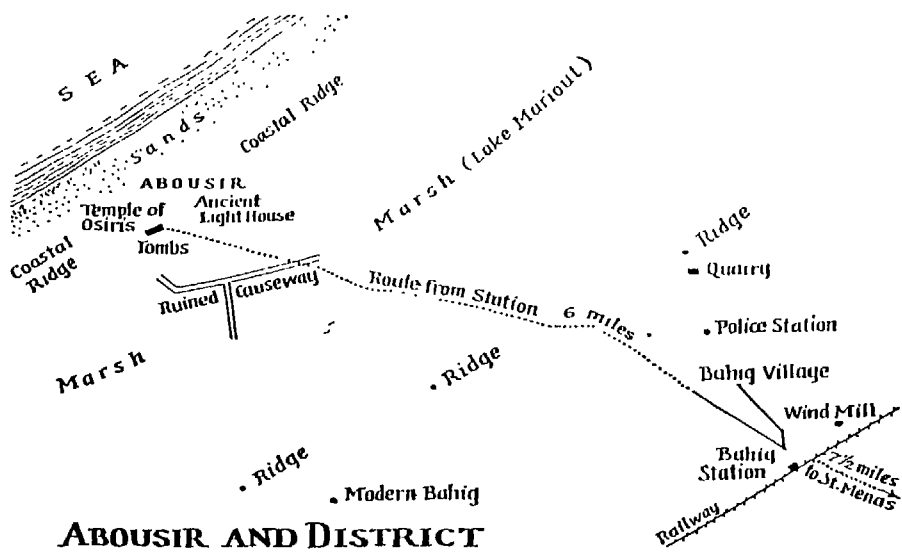 SEA
Sands
Coastal Ridge
Marsh (Lake Mariout)
ABOUSIR
Temple of
Osiris
Ancient
Light House
Tombs
Coastal
Ridge
Ruined Causeway
Route from Station 6 miles
Ridge
Quarry
Police Station
Bahig Village
Wind Mill
Marsh
Ridge
Bahig
Station
7½ miles
to St. Menas
Ridge
Modern Bahig
Railway
ABOUSIR AND DISTRICT